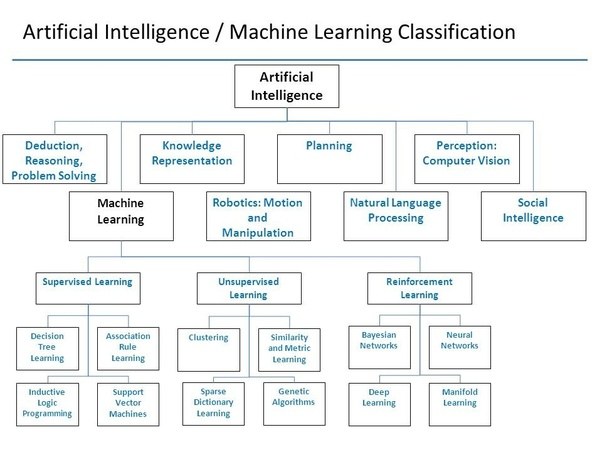 Artificial Intelligence / Machine Learning Classification
Artificial
Intelligence
Deduction,
Reasoning,
Problem Solving
Knowledge
Representation
Planning
Perception:
Computer Vision
Machine
Learning
Robotics: Motion
and
Manipulation
Natural Language
Processing
Social
Intelligence
Supervised Learning
Unsupervised
Learning
Reinforcement
Learning
Decision
Tree
Learning
Association
Rule
Learning
Clustering
Similarity
and Metric
Learning
Bayesian
Networks
Neural
Networks
Inductive
Logic
Programming
Support
Vector
Machines
Sparse
Dictionary
Learning
Genetic
Algorithms
Deep
Learning
Manifold
Learning